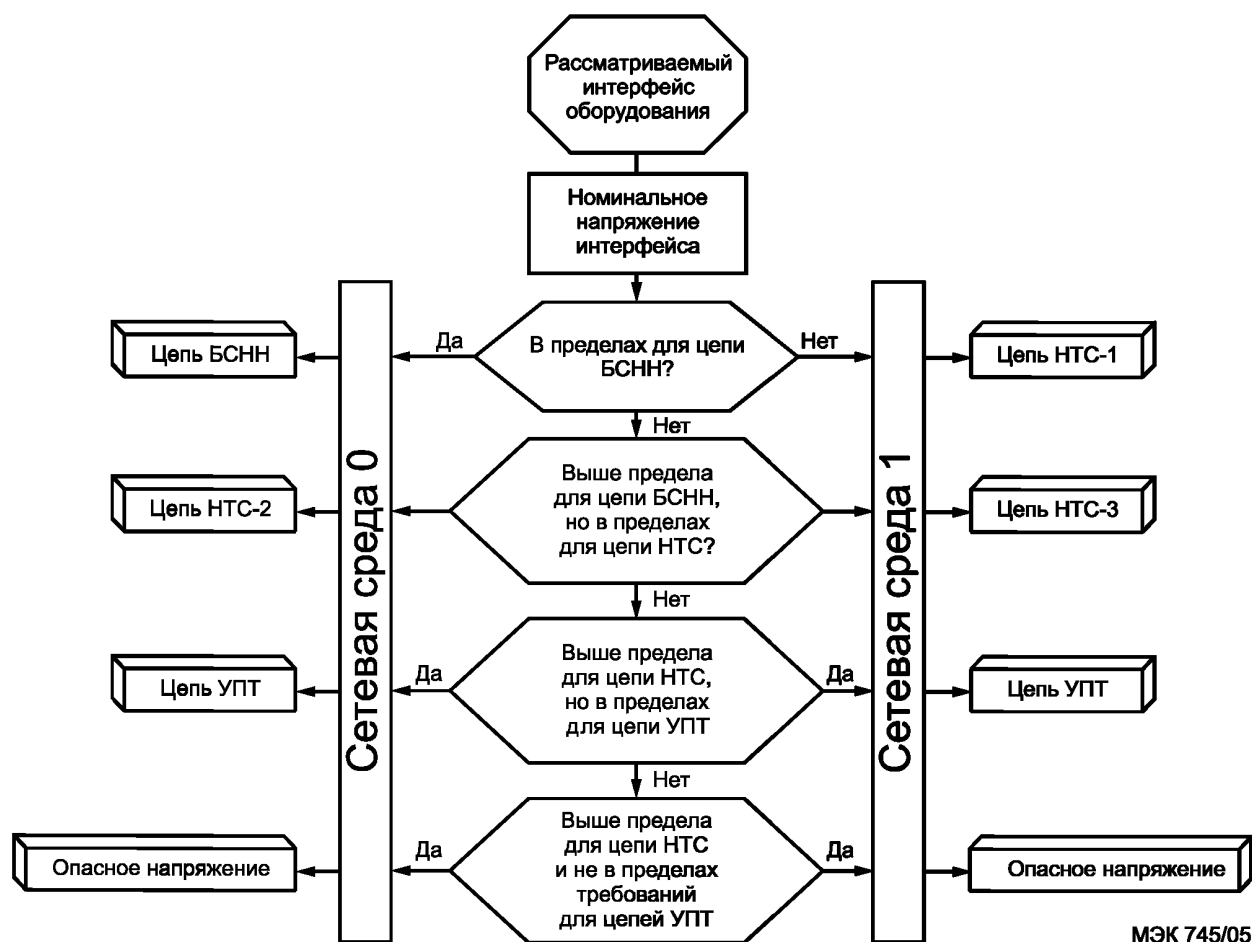 Рассматриваемый
интерфейс
оборудования
Номинальное
напряжение
интерфейса
Сетевая среда 0
Сетевая среда 1
Цепь БСНН
Да
В пределах для цепи
БСНН?
Нет
Цепь НТС-1
Нет
Цепь НТС-2
Выше предела
для цепи БСНН,
но в пределах
для цепи НТС?
Цепь НТС-3
Нет
Цепь УПТ
Да
Выше предела
для цепи НТС,
но в пределах
для цепи УПТ
Да
Цепь УПТ
Нет
Опасное напряжение
Да
Выше предела
для цепи НТС
и не в пределах
требований
для цепей УПТ
Да
Опасное напряжение
МЭК 745/05